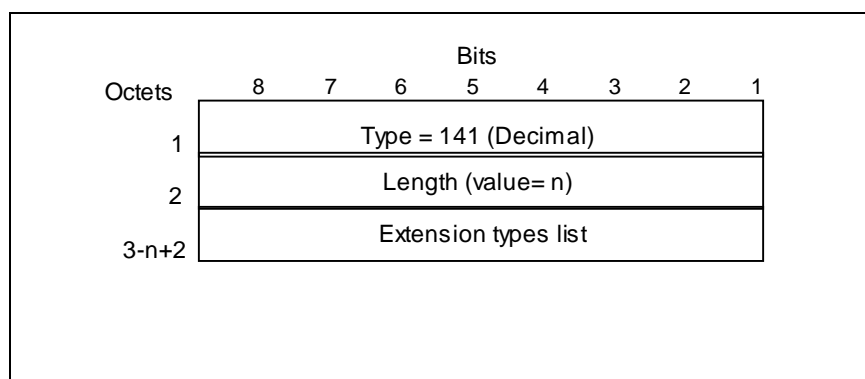 Bits
Octets 8 7 6 5 4 3 2 1
1 Type = 141 (Decimal)
2 Length (value= n)
3-n+2 Extension types list